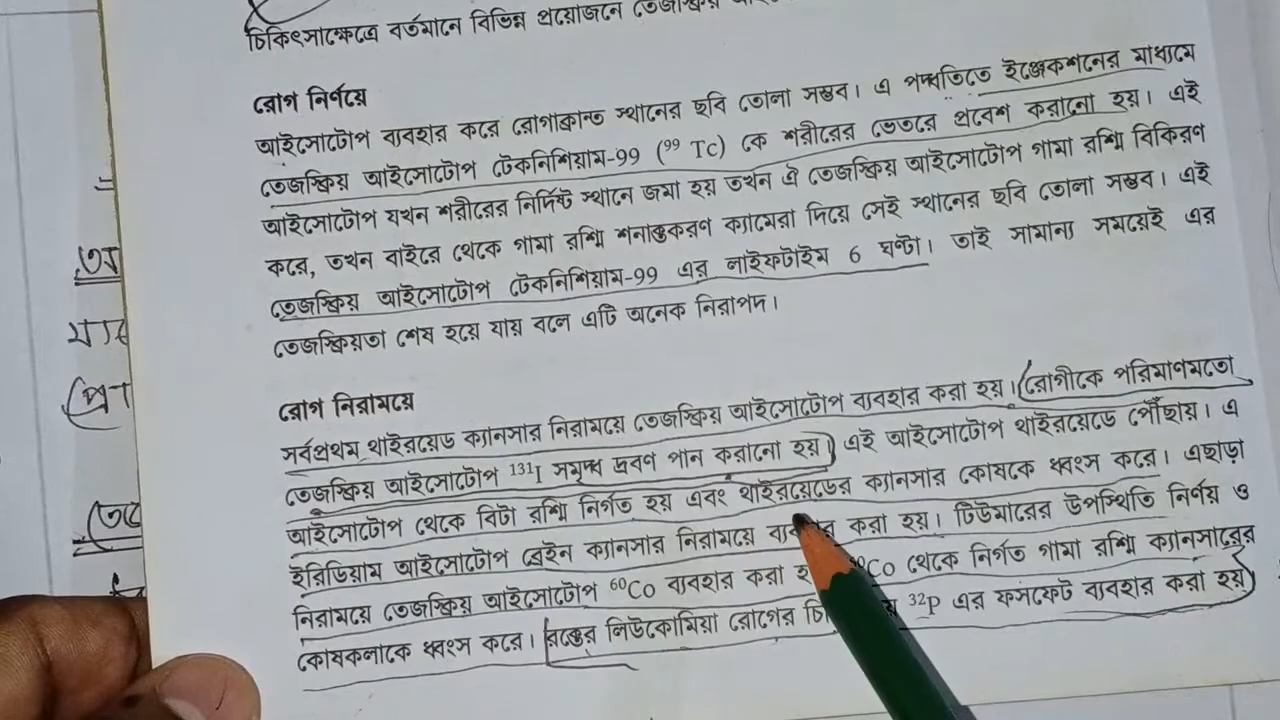 চিকিৎসাক্ষেত্রে বর্তমানে বিভিন্ন প্রয়োজনে তেজস্ক্রিয়
রোগ নির্ণয়ে
আইসোটোপ ব্যবহার করে রোগাক্রান্ত স্থানের ছবি তোলা সম্ভব। এ পদ্ধতিতে ইঞ্জেকশনের মাধ্যমে
তেজস্ক্রিয় আইসোটোপ টেকনিশিয়াম-99 (⁹⁹ Tc) কে শরীরের ভেতরে প্রবেশ করানো হয়। এই
আইসোটোপ যখন শরীরের নির্দিষ্ট স্থানে জমা হয় তখন ঐ তেজস্ক্রিয় আইসোটোপ গামা রশ্মি বিকিরণ
করে, তখন বাইরে থেকে গামা রশ্মি শনাক্তকরণ ক্যামেরা দিয়ে সেই স্থানের ছবি তোলা সম্ভব। এই
তেজস্ক্রিয় আইসোটোপ টেকনিশিয়াম-99 এর লাইফটাইম 6 ঘণ্টা। তাই সামান্য সময়েই এর
তেজস্ক্রিয়তা শেষ হয়ে যায় বলে এটি অনেক নিরাপদ।
রোগ নিরাময়ে
সর্বপ্রথম থাইরয়েড ক্যানসার নিরাময়ে তেজস্ক্রিয় আইসোটোপ ব্যবহার করা হয়। রোগীকে পরিমাণমতো
তেজস্ক্রিয় আইসোটোপ ¹³¹I সমৃদ্ধ দ্রবণ পান করানো হয়। এই আইসোটোপ থাইরয়েডে পৌঁছায়। এ
আইসোটোপ থেকে বিটা রশ্মি নির্গত হয় এবং থাইরয়েডের ক্যানসার কোষকে ধ্বংস করে। এছাড়া
ইরিডিয়াম আইসোটোপ ব্রেইন ক্যানসার নিরাময়ে ব্যবহার করা হয়। টিউমারের উপস্থিতি নির্ণয় ও
নিরাময়ে তেজস্ক্রিয় আইসোটোপ ⁶⁰Co ব্যবহার করা Co থেকে নির্গত গামা রশ্মি ক্যানসারের
কোষকলাকে ধ্বংস করে। রক্তের লিউকোমিয়া রোগের ³²P এর ফসফেট ব্যবহার করা হয়